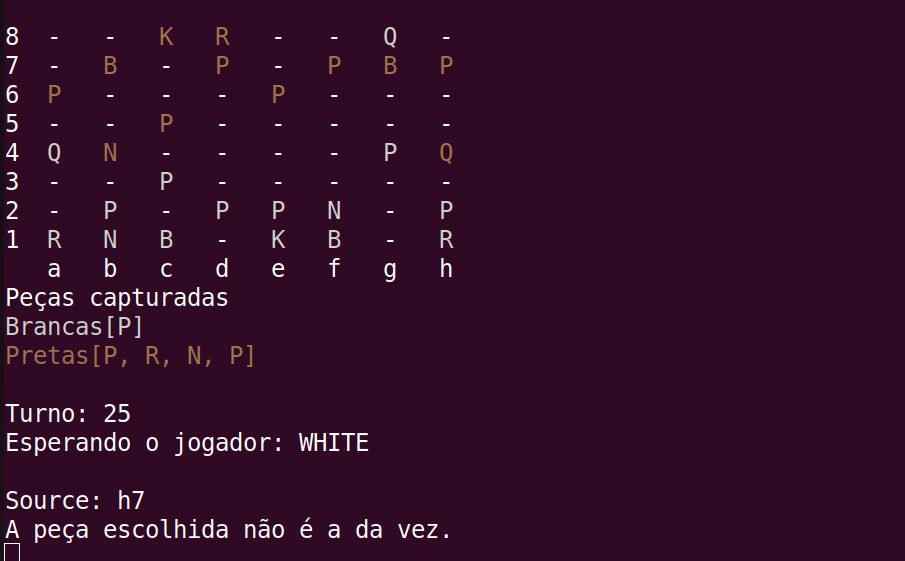 8 - - K R - - Q -
7 - B - P - P B P
6 P - - - P - - -
5 - - P - - - - -
4 Q N - - - - P Q
3 - - P - - - - -
2 - P - P P N - P
1 R N B - K B - R
a b c d e f g h
Peças capturadas
Brancas[P]
Pretas[P, R, N, P]
Turno: 25
Esperando o jogador: WHITE
Source: h7
A peça escolhida não é a da vez.